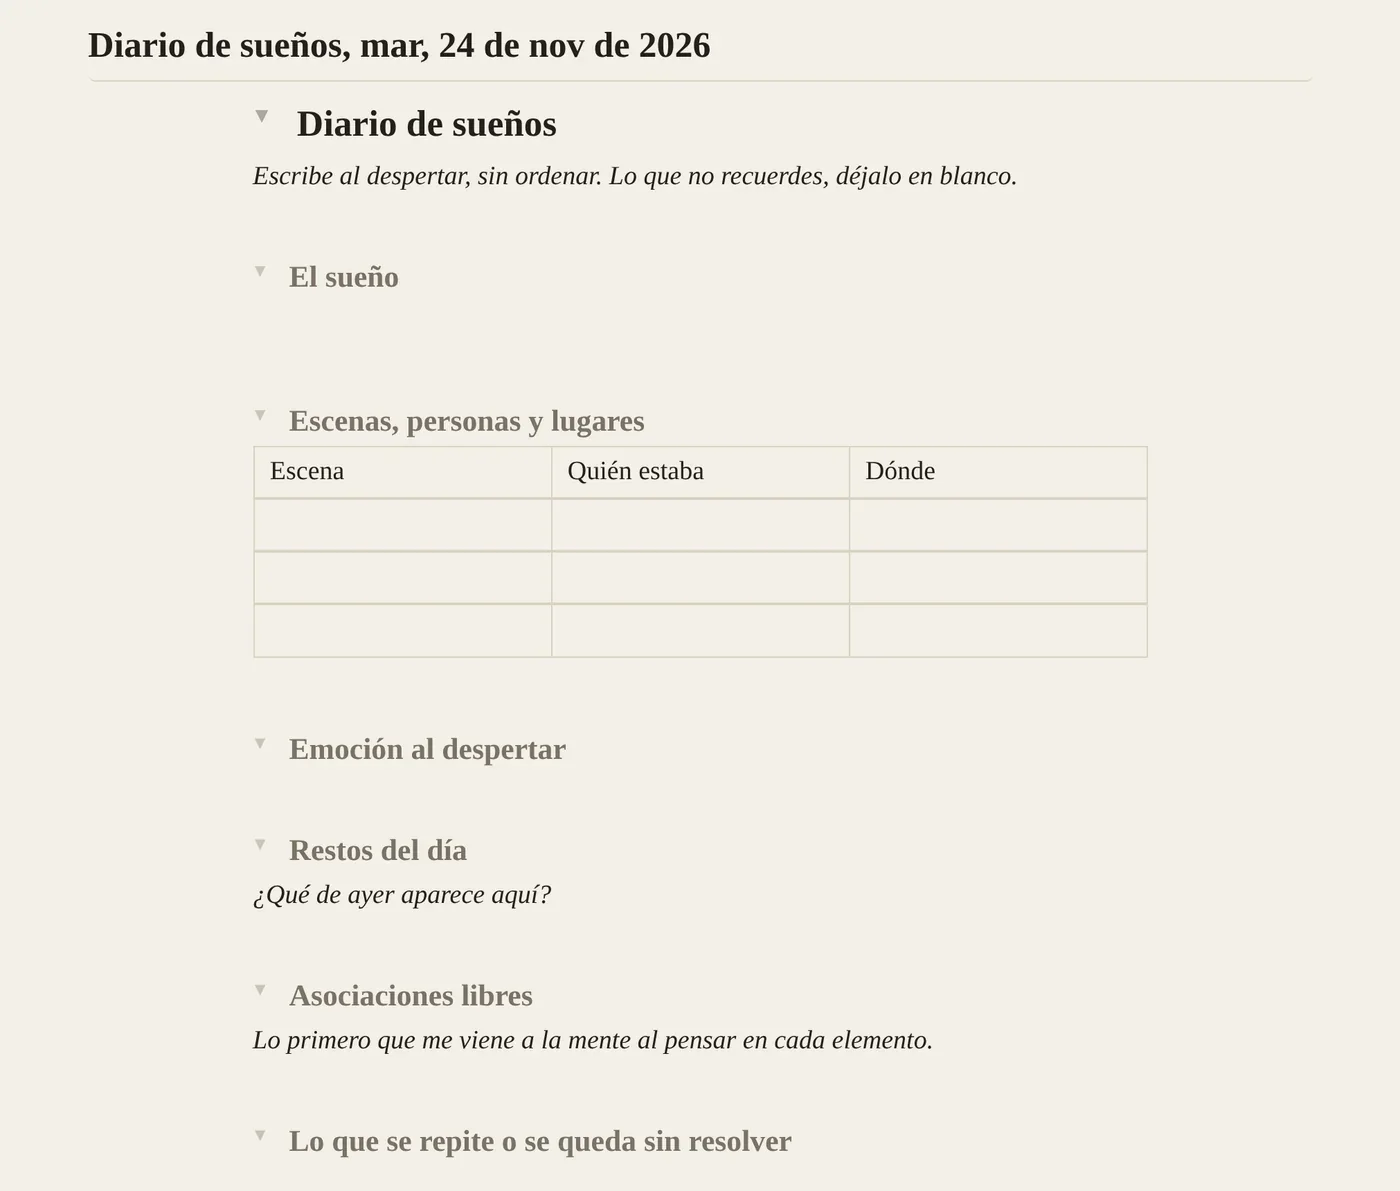 Diario de sueños, mar, 24 de nov de 2026
Diario de sueños
Escribe al despertar, sin ordenar. Lo que no recuerdes, déjalo en blanco.
El sueño
Escenas, personas y lugares
Escena Quién estaba Dónde
Emoción al despertar
Restos del día
¿Qué de ayer aparece aquí?
Asociaciones libres
Lo primero que me viene a la mente al pensar en cada elemento.
Lo que se repite o se queda sin resolver